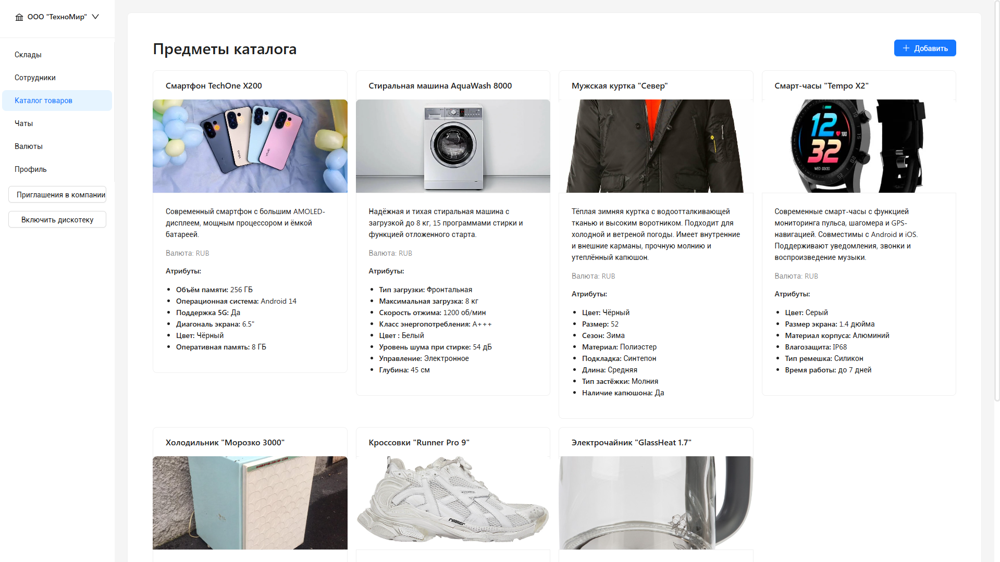 ООО "ТехноМир"
Склады
Сотрудники
Каталог товаров
Чаты
Валюты
Профиль
Приглашения в компании
Включить дискотеку
Предметы каталога
Добавить
Смартфон TechOne X200
Современный смартфон с большим AMOLED-
дисплеем, мощным процессором и ёмкой
батареей.
Валюта: RUB
Атрибуты:
Объём памяти: 256 ГБ
Операционная система: Android 14
Поддержка 5G: Да
Диагональ экрана: 6.5"
Цвет: Чёрный
Оперативная память: 8 ГБ
Стиральная машина AquaWash 8000
Надёжная и тихая стиральная машина с
загрузкой до 8 кг, 15 программами стирки и
функцией отложенного старта.
Валюта: RUB
Атрибуты:
Тип загрузки: Фронтальная
Максимальная загрузка: 8 кг
Скорость отжима: 1200 об/мин
Класс энергопотребления: A+++
Цвет : Белый
Уровень шума при стирке: 54 дБ
Управление: Электронное
Глубина: 45 см
Мужская куртка "Север"
Тёплая зимняя куртка с водоотталкивающей
тканью и высоким воротником. Подходит для
холодной и ветреной погоды. Имеет внутренние
и внешние карманы, прочную молнию и
утеплённый капюшон.
Валюта: RUB
Атрибуты:
Цвет: Чёрный
Размер: 52
Сезон: Зима
Материал: Полиэстер
Подкладка: Синтепон
Длина: Средняя
Тип застёжки: Молния
Наличие капюшона: Да
Смарт-часы "Tempo X2"
12
100
32
WED 03/20
Современные смарт-часы с функцией
мониторинга пульса, шагомера и GPS-
навигацией. Совместимы с Android и iOS.
Поддерживают уведомления, звонки и
воспроизведение музыки.
Валюта: RUB
Атрибуты:
Цвет: Серый
Размер экрана: 1.4 дюйма
Материал корпуса: Алюминий
Влагозащита: IP68
Тип ремешка: Силикон
Время работы: до 7 дней
Холодильник "Морозко 3000"
Кроссовки "Runner Pro 9"
runner
Электрочайник "GlassHeat 1.7"